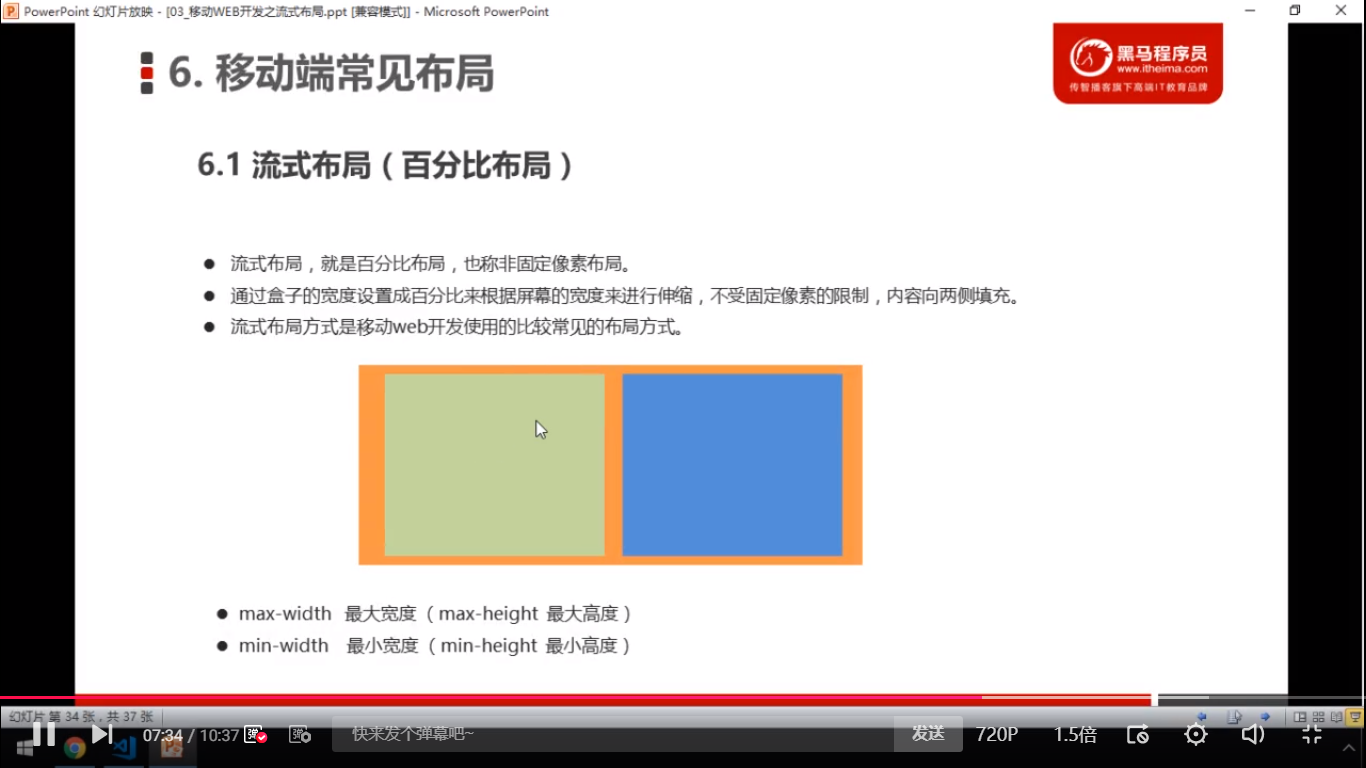 PowerPoint 幻灯片放映 - [03_移动WEB开发之流式布局.ppt [兼容模式]] - Microsoft PowerPoint
6. 移动端常见布局
黑马程序员
www.itheima.com
传智播客旗下高端IT教育品牌
6.1 流式布局（百分比布局）
● 流式布局，就是百分比布局，也称非固定像素布局。
● 通过盒子的宽度设置成百分比来根据屏幕的宽度来进行伸缩，不受固定像素的限制，内容向两侧填充。
● 流式布局方式是移动web开发使用的比较常见的布局方式。
● max-width 最大宽度（max-height 最大高度）
● min-width 最小宽度（min-height 最小高度）
幻灯片 第 34 张，共 37 张
07:34 / 10:37 弹 弹 快来发个弹幕吧~ 发送 720P 1.5倍